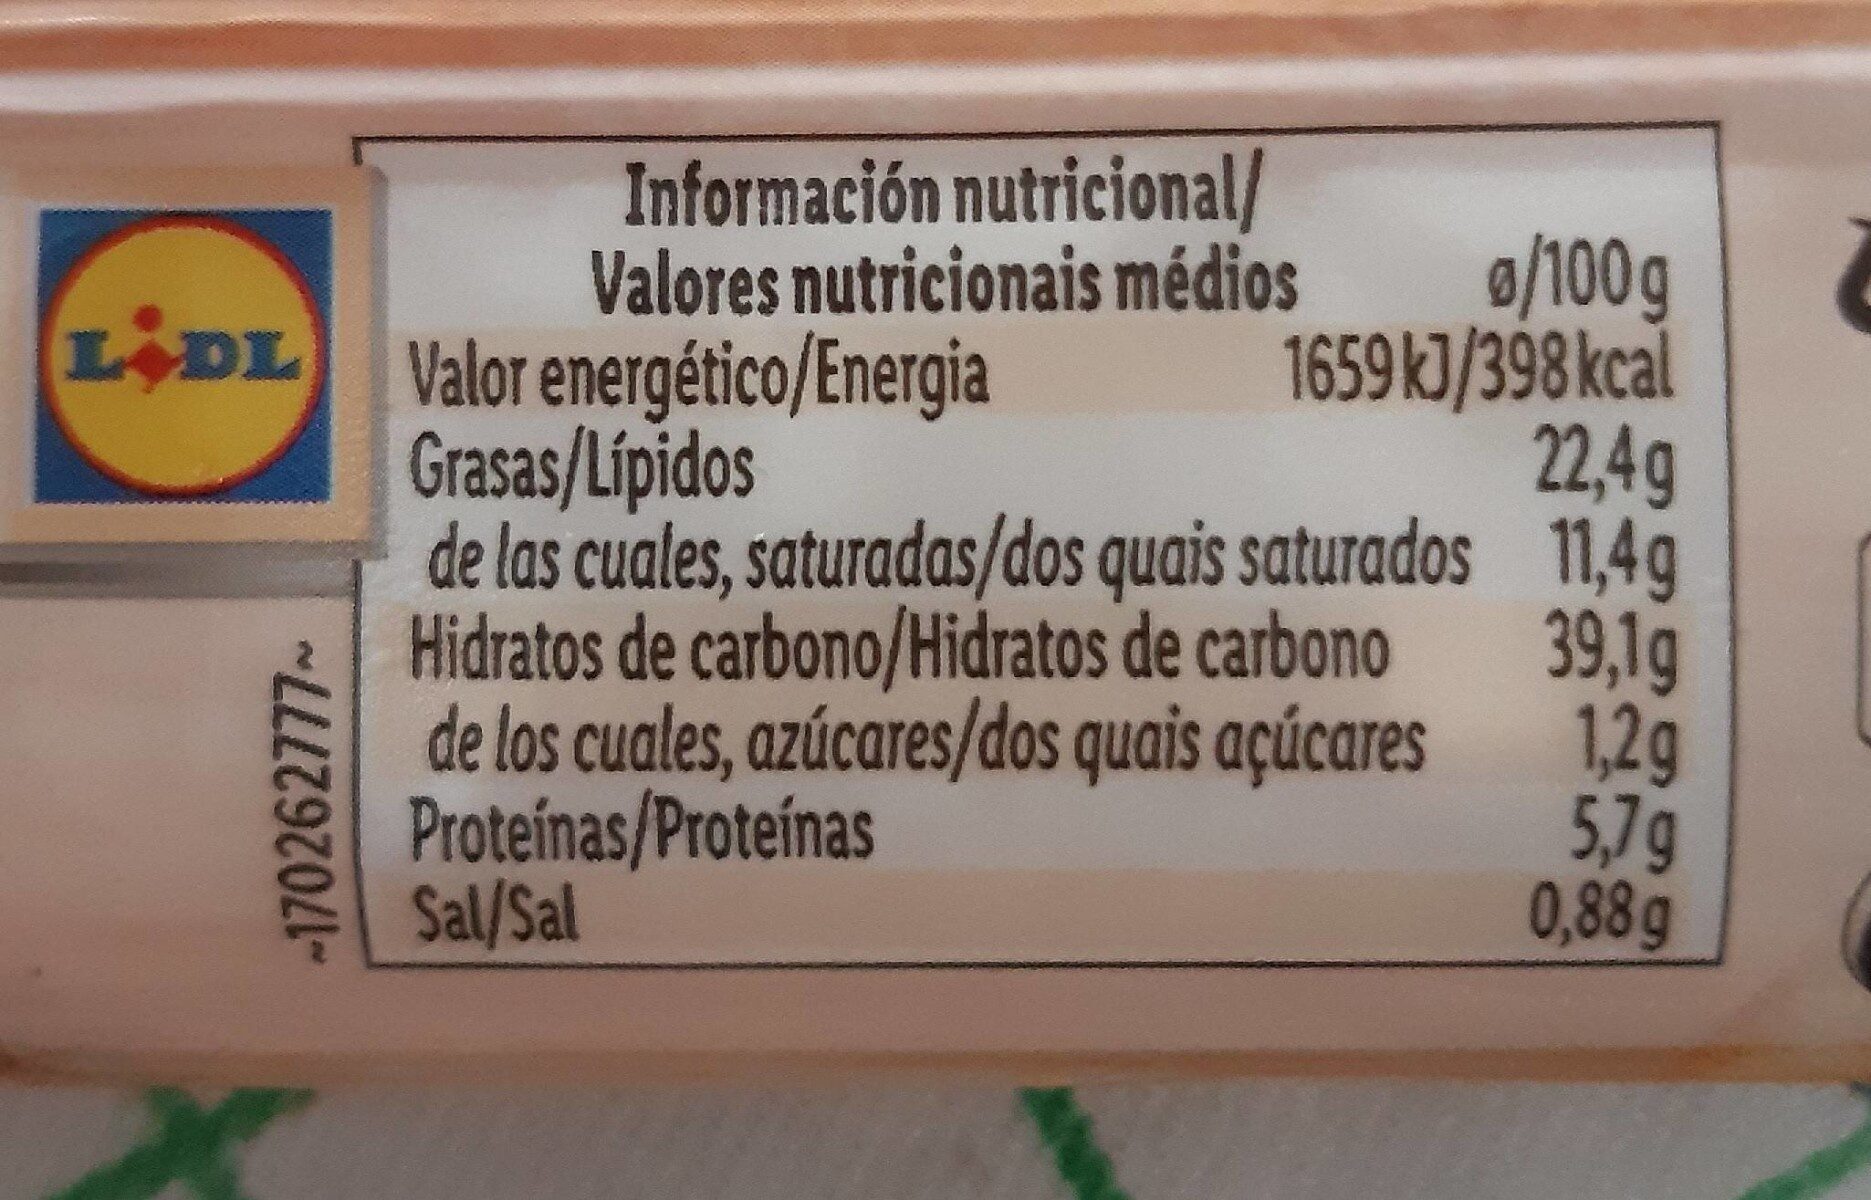 LIDL
Información nutricional/
Valores nutricionais médios ø/100g
Valor energético/Energia 1659kJ/398kcal
Grasas/Lípidos 22,4g
de las cuales, saturadas/dos quais saturados 11,4g
Hidratos de carbono/Hidratos de carbono 39,1g
de los cuales, azúcares/dos quais açúcares 1,2g
Proteínas/Proteínas 5,7g
Sal/Sal 0,88g
~170262777~